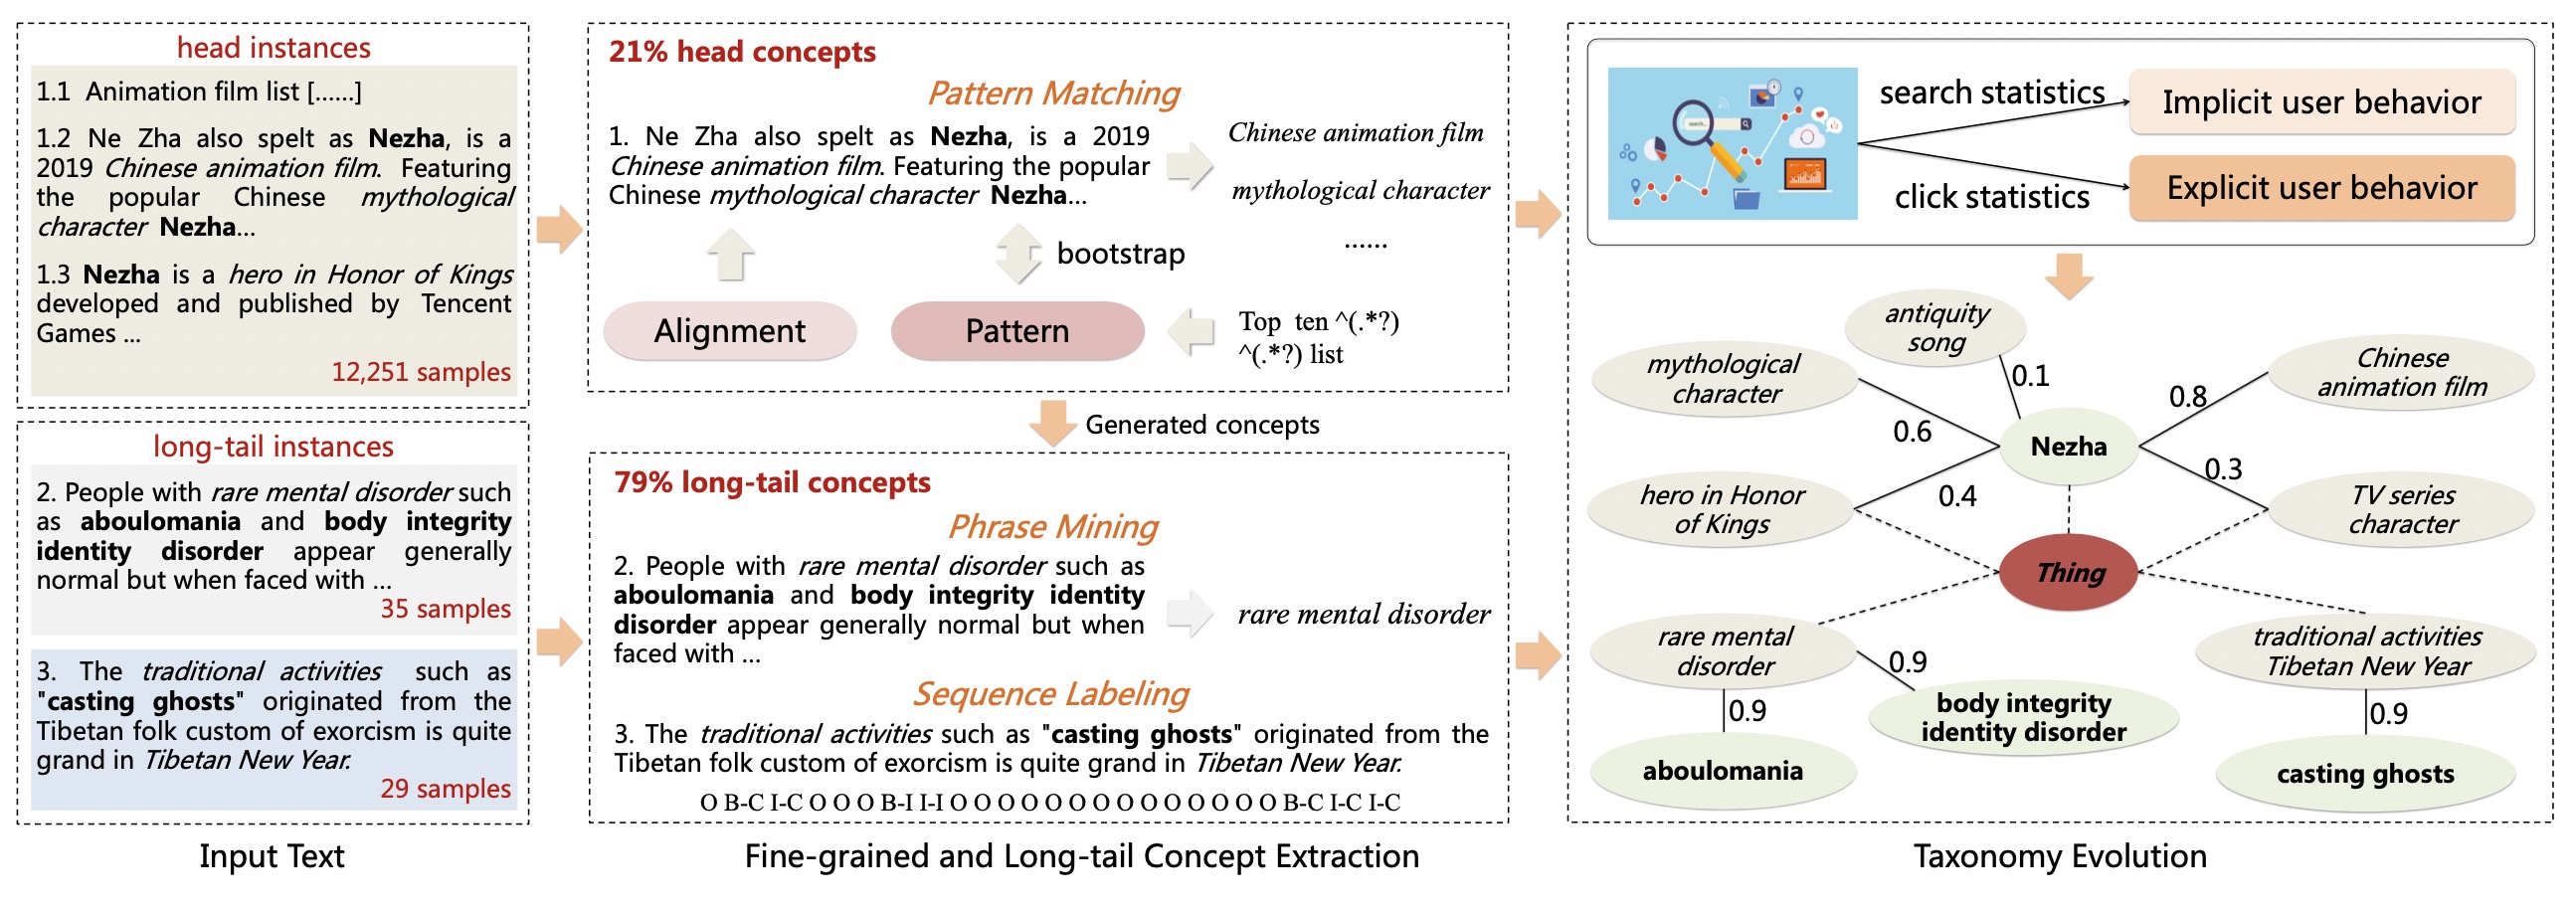 head instances
1.1 Animation film list [......]
1.2 Ne Zha also spelt as Nezha, is a
2019 Chinese animation film. Featuring
the popular Chinese mythological
character Nezha...
1.3 Nezha is a hero in Honor of Kings
developed and published by Tencent
Games ...
12,251 samples
long-tail instances
2. People with rare mental disorder such
as aboulomania and body integrity
identity disorder appear generally
normal but when faced with ...
35 samples
3. The traditional activities such as
"casting ghosts" originated from the
Tibetan folk custom of exorcism is quite
grand in Tibetan New Year.
29 samples
Input Text
21% head concepts
Pattern Matching
1. Ne Zha also spelt as Nezha, is a 2019
Chinese animation film. Featuring the popular
Chinese mythological character Nezha...
Chinese animation film
mythological character
......
bootstrap
Alignment
Pattern
Top ten ^(.*?)
^(.*?) list
Generated concepts
79% long-tail concepts
Phrase Mining
2. People with rare mental disorder such as
aboulomania and body integrity identity
disorder appear generally normal but when
faced with ...
rare mental disorder
Sequence Labeling
3. The traditional activities such as "casting ghosts" originated from the
Tibetan folk custom of exorcism is quite grand in Tibetan New Year.
O B-C I-C O O O B-I I-I O O O O O O O O O O O O O O B-C I-C I-C
Fine-grained and Long-tail Concept Extraction
search...
search statistics
click statistics
Implicit user behavior
Explicit user behavior
antiquity
song
mythological
character
Chinese
animation film
0.1
0.8
0.6
Nezha
0.3
0.4
hero in Honor
of Kings
TV series
character
Thing
rare mental
disorder
traditional activities
Tibetan New Year
0.9
0.9
0.9
body integrity
identity disorder
aboulomania
casting ghosts
Taxonomy Evolution